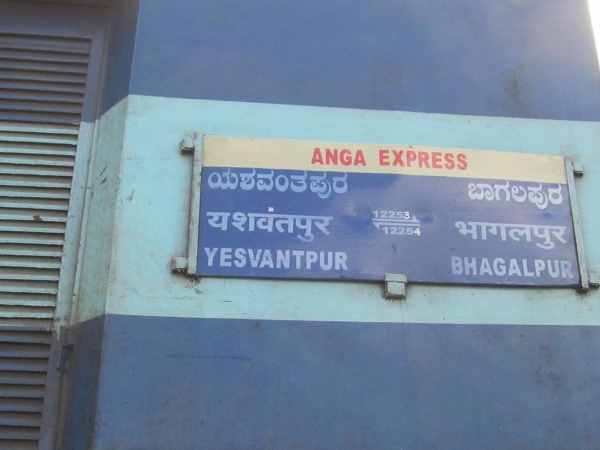 ANGA EXPRESS
ಯಶವಂತಪುರ ಬಾಗಲಪುರ
यशवंतपुर 12253 भागलपुर
12254
YESVANTPUR BHAGALPUR